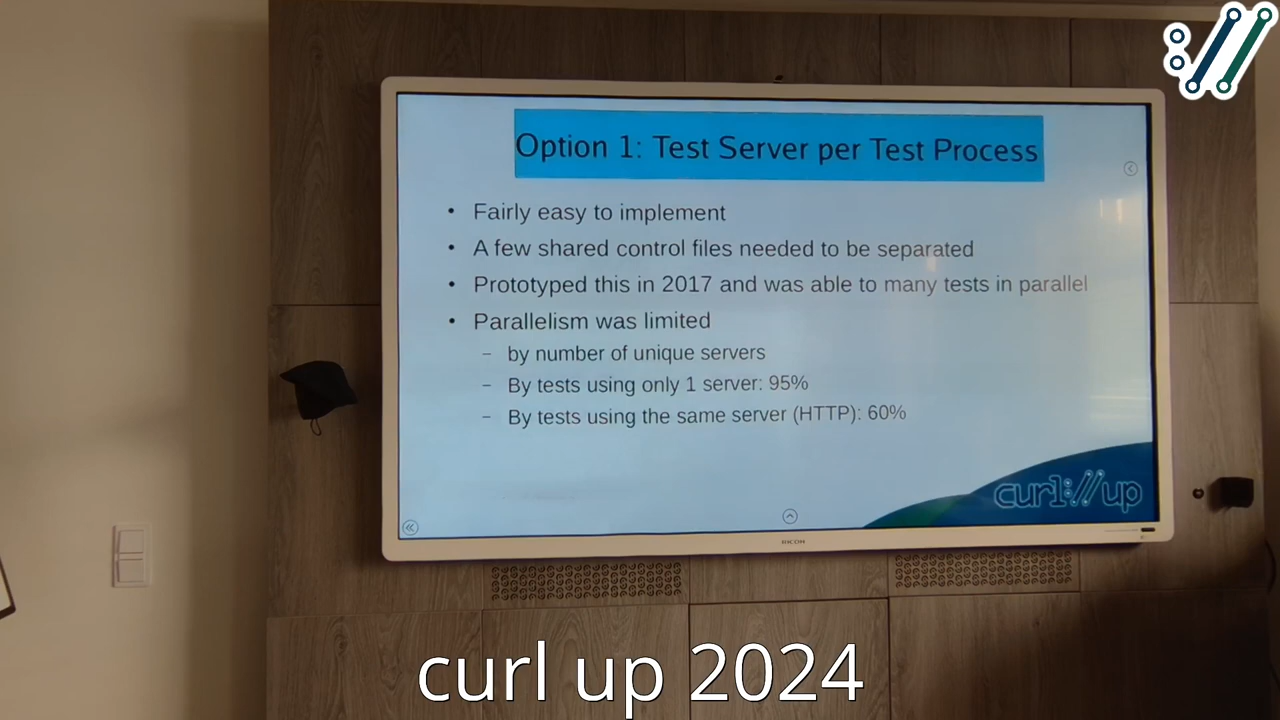 Option 1: Test Server per Test Process
• Fairly easy to implement
• A few shared control files needed to be separated
• Prototyped this in 2017 and was able to many tests in parallel
• Parallelism was limited
– by number of unique servers
– By tests using only 1 server: 95%
– By tests using the same server (HTTP): 60%
curl:// up
RICOH
curl up 2024